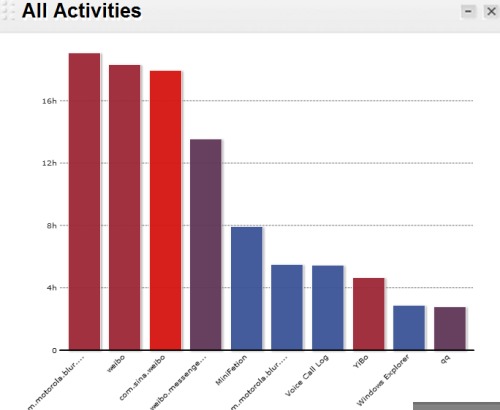 All Activities
16h
12h
8h
4h
0
m.motorola.blur....
weibo
com.sina.weibo
weibo.messenge...
MiniFetion
m.motorola.blur....
Voice Call Log
YiBo
Windows Explorer
qq